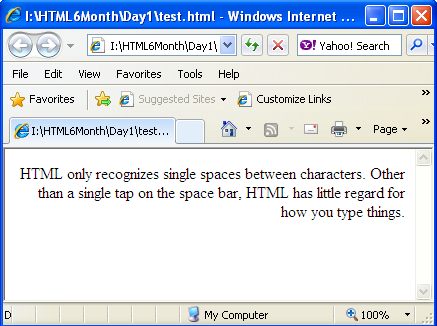 I:\HTML6Month\Day1\test.html - Windows Internet ...
I:\HTML6Month\Day1\
Yahoo! Search
File Edit View Favorites Tools Help
Favorites Suggested Sites Customize Links
I:\HTML6Month\Day1\test... Page
HTML only recognizes single spaces between characters. Other
than a single tap on the space bar, HTML has little regard for
how you type things.
D My Computer 100%